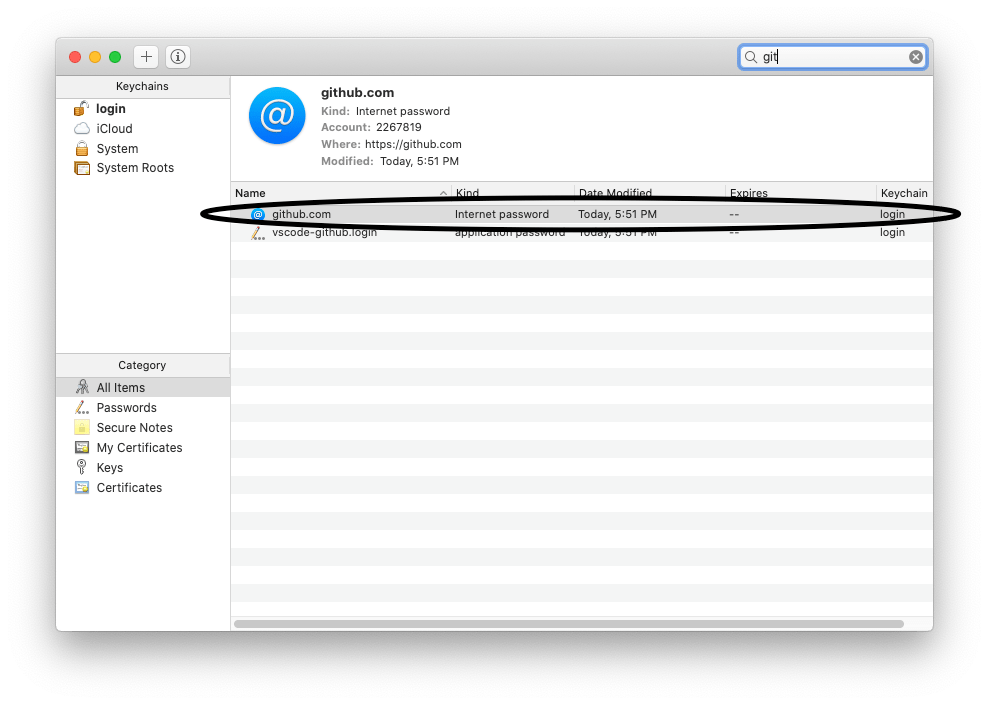 git
Keychains
login
iCloud
System
System Roots
github.com
Kind: Internet password
Account: 2267819
Where: https://github.com
Modified: Today, 5:51 PM
Name Kind Date Modified Expires Keychain
@ github.com Internet password Today, 5:51 PM -- login
vscode-github.login application password Today, 5:51 PM -- login
Category
All Items
Passwords
Secure Notes
My Certificates
Keys
Certificates